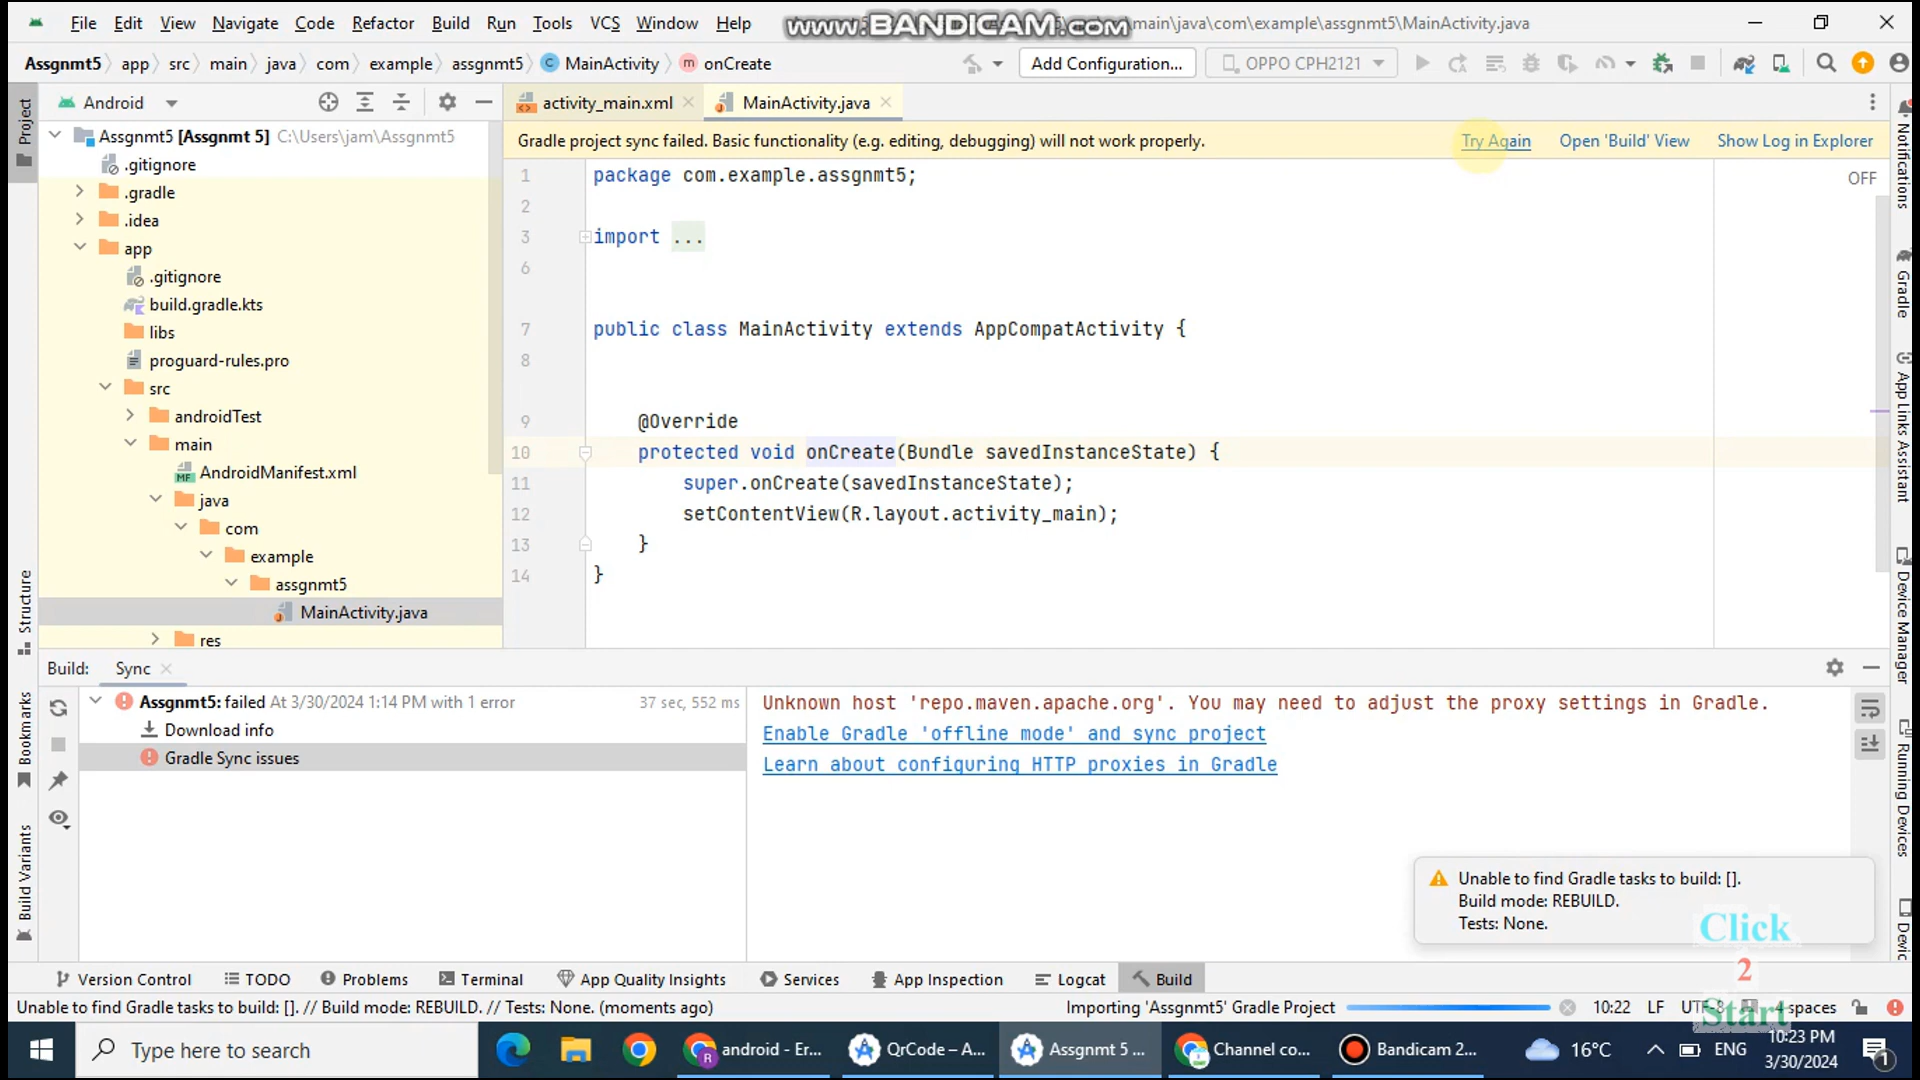 File Edit View Navigate Code Refactor Build Run Tools VCS Window Help
www.BANDICAM.com
main\java\com\example\assgnmt5\MainActivity.java
Assgnmt5 app src main java com example assgnmt5 MainActivity onCreate
Add Configuration...
OPPO CPH2121
Android
activity_main.xml
MainActivity.java
Gradle project sync failed. Basic functionality (e.g. editing, debugging) will not work properly.
Try Again Open 'Build' View Show Log in Explorer
Project
Structure
Bookmarks
Build Variants
Assgnmt5 [Assgnmt 5] C:\Users\jam\Assgnmt5
.gitignore
.gradle
.idea
app
.gitignore
build.gradle.kts
libs
proguard-rules.pro
src
androidTest
main
AndroidManifest.xml
java
com
example
assgnmt5
MainActivity.java
res
OFF
1 package com.example.assgnmt5;
2
3 import ...
6
7 public class MainActivity extends AppCompatActivity {
8
9 @Override
10 protected void onCreate(Bundle savedInstanceState) {
11 super.onCreate(savedInstanceState);
12 setContentView(R.layout.activity_main);
13 }
14 }
Notifications
Gradle
App Links Assistant
Device Manager
Running Devices
Build: Sync
Assgnmt5: failed At 3/30/2024 1:14 PM with 1 error 37 sec, 552 ms
Download info
Gradle Sync issues
Unknown host 'repo.maven.apache.org'. You may need to adjust the proxy settings in Gradle.
Enable Gradle 'offline mode' and sync project
Learn about configuring HTTP proxies in Gradle
Unable to find Gradle tasks to build: [].
Build mode: REBUILD.
Tests: None.
Click
2
Start
Version Control TODO Problems Terminal App Quality Insights Services App Inspection Logcat Build
Unable to find Gradle tasks to build: []. // Build mode: REBUILD. // Tests: None. (moments ago)
Importing 'Assgnmt5' Gradle Project
10:22 LF UTF-8 4 spaces
Type here to search
android - Er...
QrCode – A...
Assgnmt 5 ...
Channel co...
Bandicam 2...
16°C
ENG
10:23 PM
3/30/2024
1